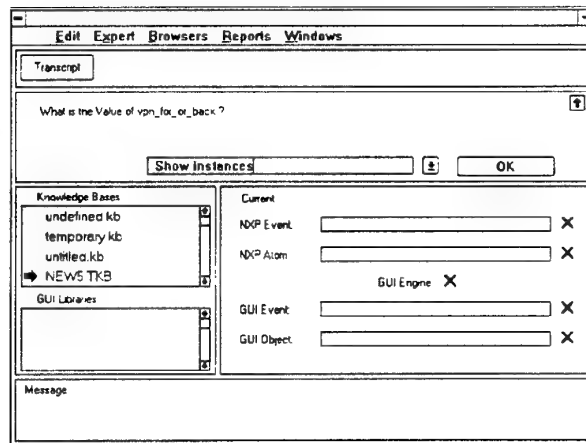 Edit Expert Browsers Reports Windows
Transcript
What is the Value of vpn_for_or_back ?
Show Instances
OK
Knowledge Bases
undefined.kb
temporary.kb
untitled.kb
NEWS TKB
GUI Libraries
Current
NXP Event
NXP Atom
GUI Engine
GUI Event
GUI Object
Message